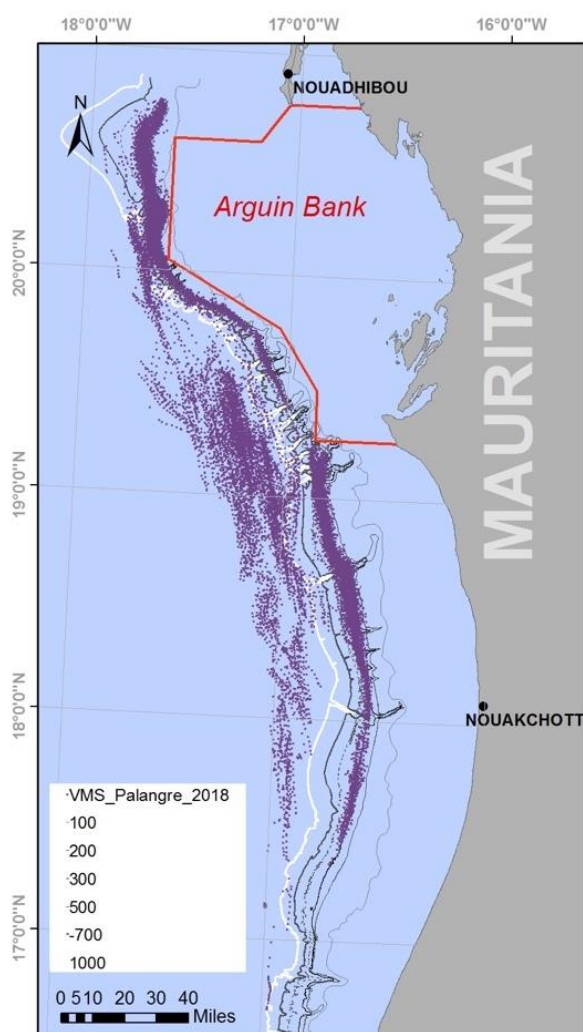 18°0'0"W
17°0'0"W
16°0'0"W
N
NOUADHIBOU
Arguin Bank
MAURITANIA
20°0'0"N
19°0'0"N
18°0'0"N
NOUAKCHOTT
17°0'0"N
VMS_Palangre_2018
100
200
300
500
-700
1000
0 5 10 20 30 40
Miles